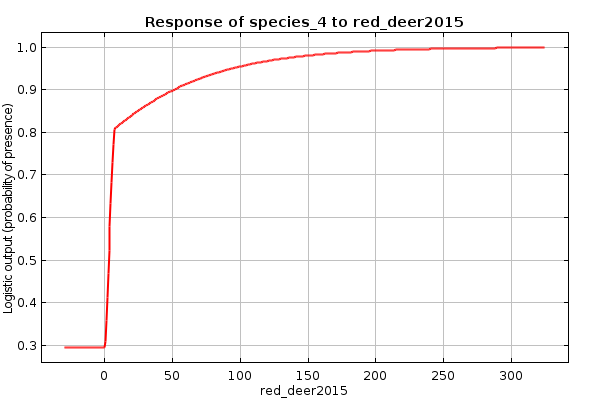 Response of species_4 to red_deer2015
Logistic output (probability of presence)
1.0
0.9
0.8
0.7
0.6
0.5
0.4
0.3
0 50 100 150 200 250 300
red_deer2015